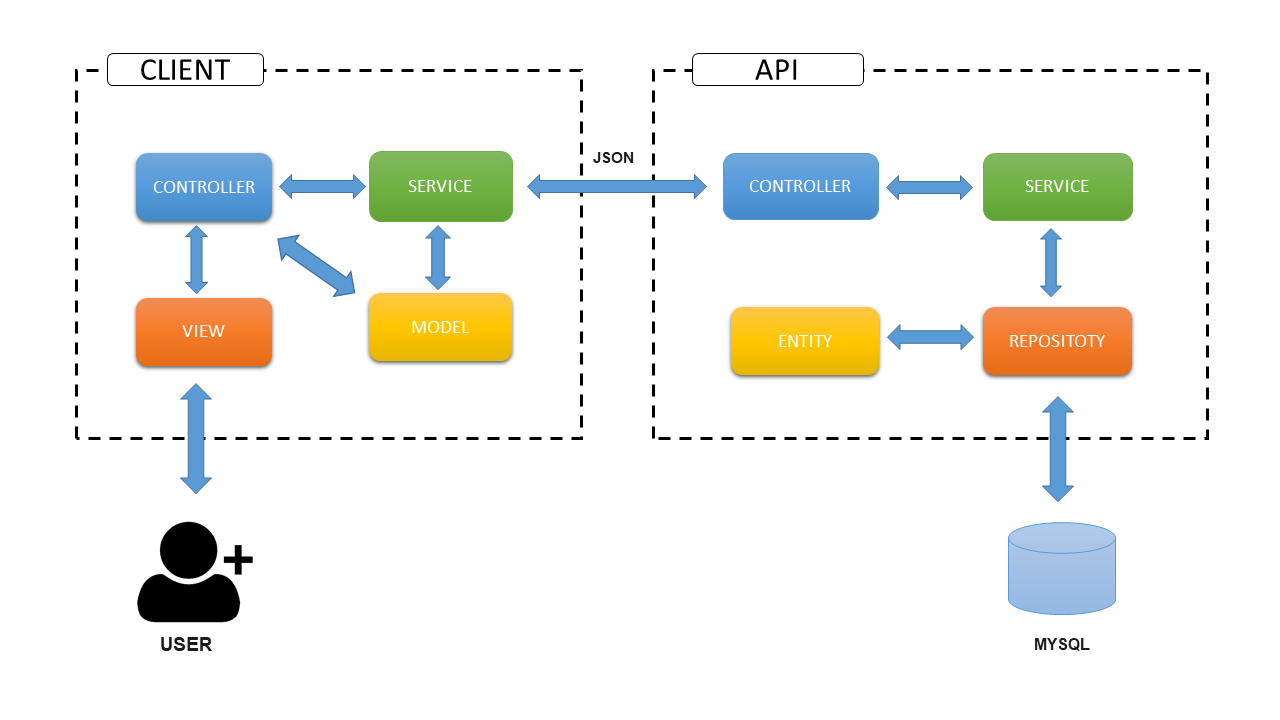 CLIENT
API
JSON
CONTROLLER
SERVICE
CONTROLLER
SERVICE
VIEW
MODEL
ENTITY
REPOSITOTY
USER
MYSQL